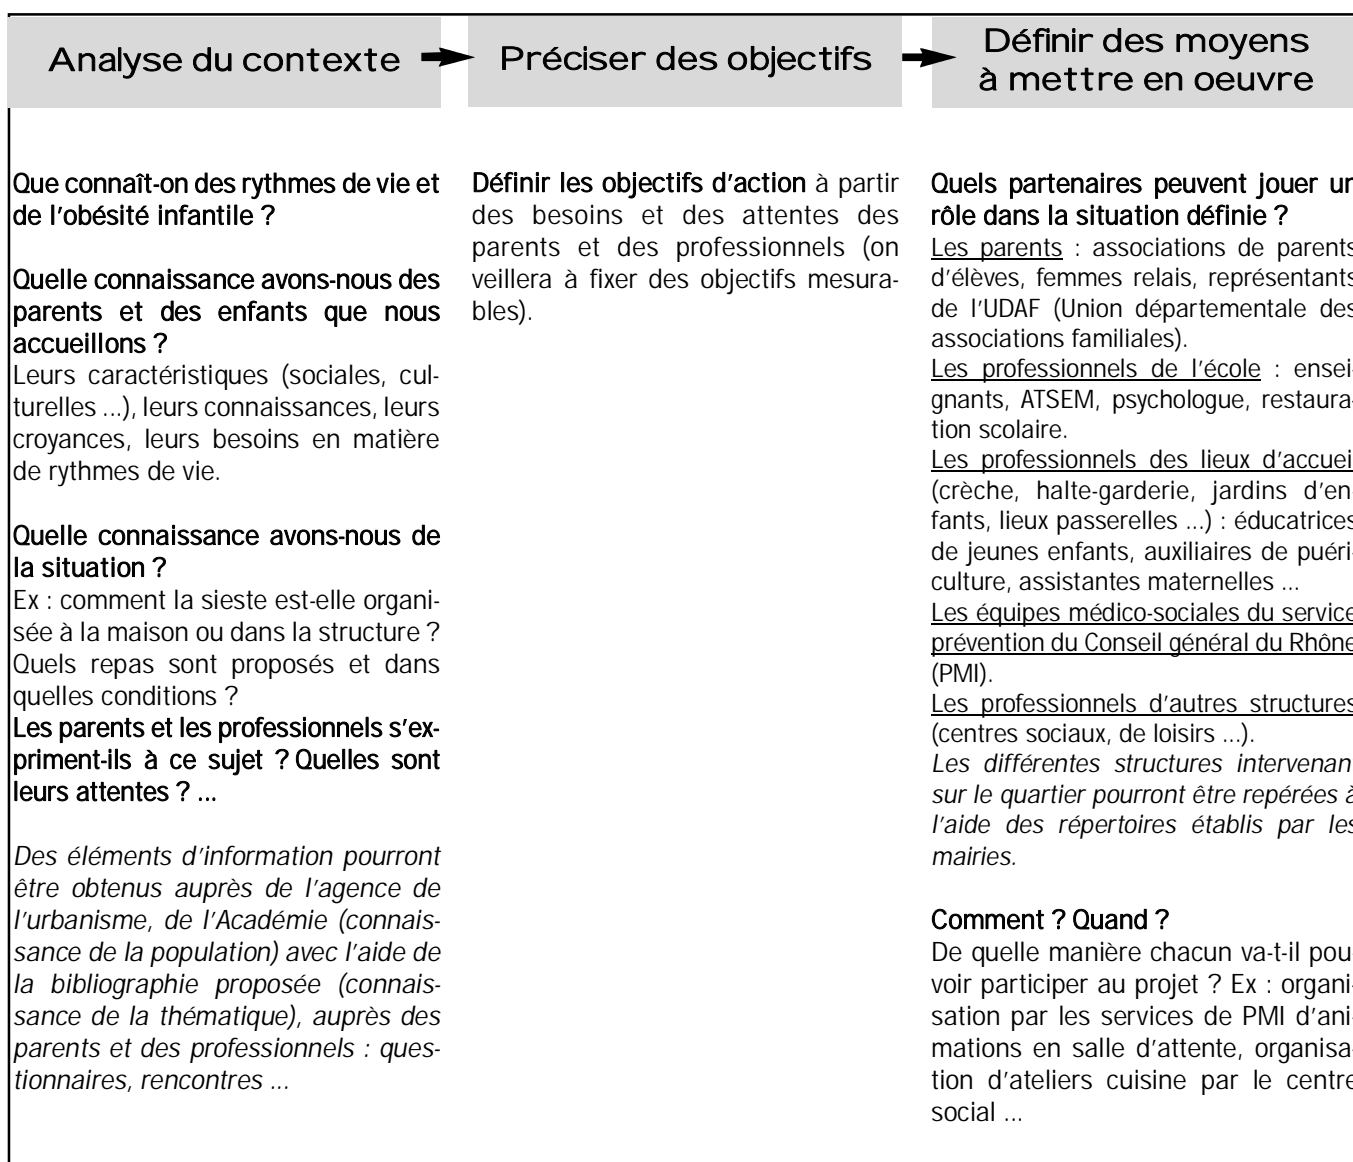 Analyse du contexte
Préciser des objectifs
Définir des moyens
à mettre en oeuvre
Que connaît-on des rythmes de vie et
de l'obésité infantile ?
Quelle connaissance avons-nous des
parents et des enfants que nous
accueillons ?
Leurs caractéristiques (sociales, cul-
turelles ...), leurs connaissances, leurs
croyances, leurs besoins en matière
de rythmes de vie.
Quelle connaissance avons-nous de
la situation ?
Ex : comment la sieste est-elle organi-
sée à la maison ou dans la structure ?
Quels repas sont proposés et dans
quelles conditions ?
Les parents et les professionnels s'ex-
priment-ils à ce sujet ? Quelles sont
leurs attentes ? ...
Des éléments d'information pourront
être obtenus auprès de l'agence de
l'urbanisme, de l'Académie (connais-
sance de la population) avec l'aide de
la bibliographie proposée (connais-
sance de la thématique), auprès des
parents et des professionnels : ques-
tionnaires, rencontres ...
Définir les objectifs d'action à partir
des besoins et des attentes des
parents et des professionnels (on
veillera à fixer des objectifs mesura-
bles).
Quels partenaires peuvent jouer un
rôle dans la situation définie ?
Les parents : associations de parents
d'élèves, femmes relais, représentants
de l'UDAF (Union départementale des
associations familiales).
Les professionnels de l'école : ensei-
gnants, ATSEM, psychologue, restaura-
tion scolaire.
Les professionnels des lieux d'accueil
(crèche, halte-garderie, jardins d'en-
fants, lieux passerelles ...) : éducatrices
de jeunes enfants, auxiliaires de puéri-
culture, assistantes maternelles ...
Les équipes médico-sociales du service
prévention du Conseil général du Rhône
(PMI).
Les professionnels d'autres structures
(centres sociaux, de loisirs ...).
Les différentes structures intervenant
sur le quartier pourront être repérées à
l'aide des répertoires établis par les
mairies.
Comment ? Quand ?
De quelle manière chacun va-t-il pou-
voir participer au projet ? Ex : organi-
sation par les services de PMI d'ani-
mations en salle d'attente, organisa-
tion d'ateliers cuisine par le centre
social ...